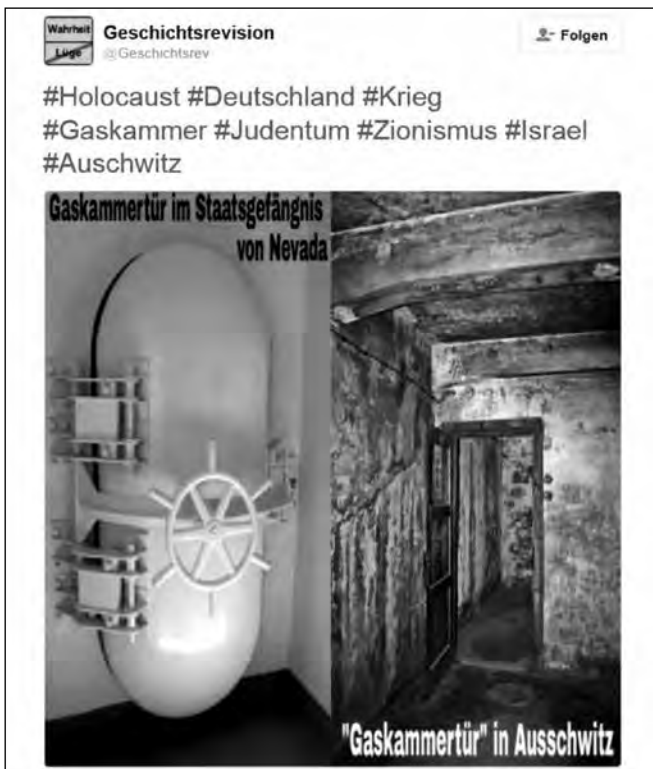 Wahrheit
Lüge
Geschichtsrevision
@Geschichtsrev
Folgen
#Holocaust #Deutschland #Krieg
#Gaskammer #Judentum #Zionismus #Israel
#Auschwitz
Gaskammertür im Staatsgefängnis
von Nevada
"Gaskammertür" in Ausschwitz